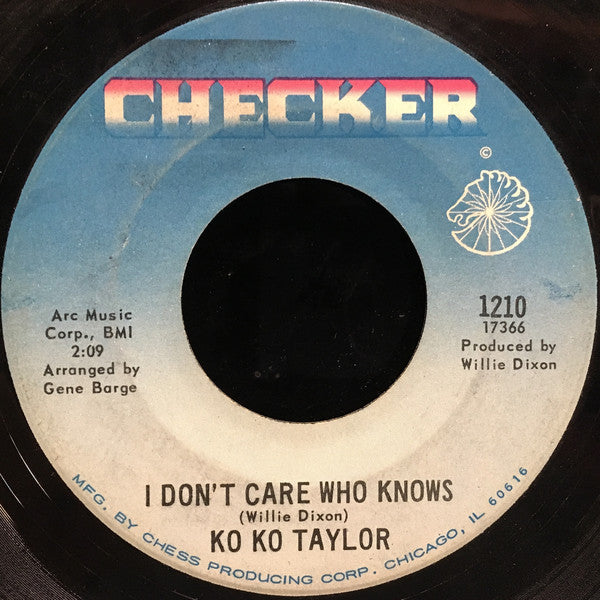 CHECKER
©
Arc Music
Corp., BMI
2:09
Arranged by
Gene Barge
1210
17366
Produced by
Willie Dixon
I DON'T CARE WHO KNOWS
(Willie Dixon)
KO KO TAYLOR
MFG. BY CHESS PRODUCING CORP. CHICAGO, IL 60616